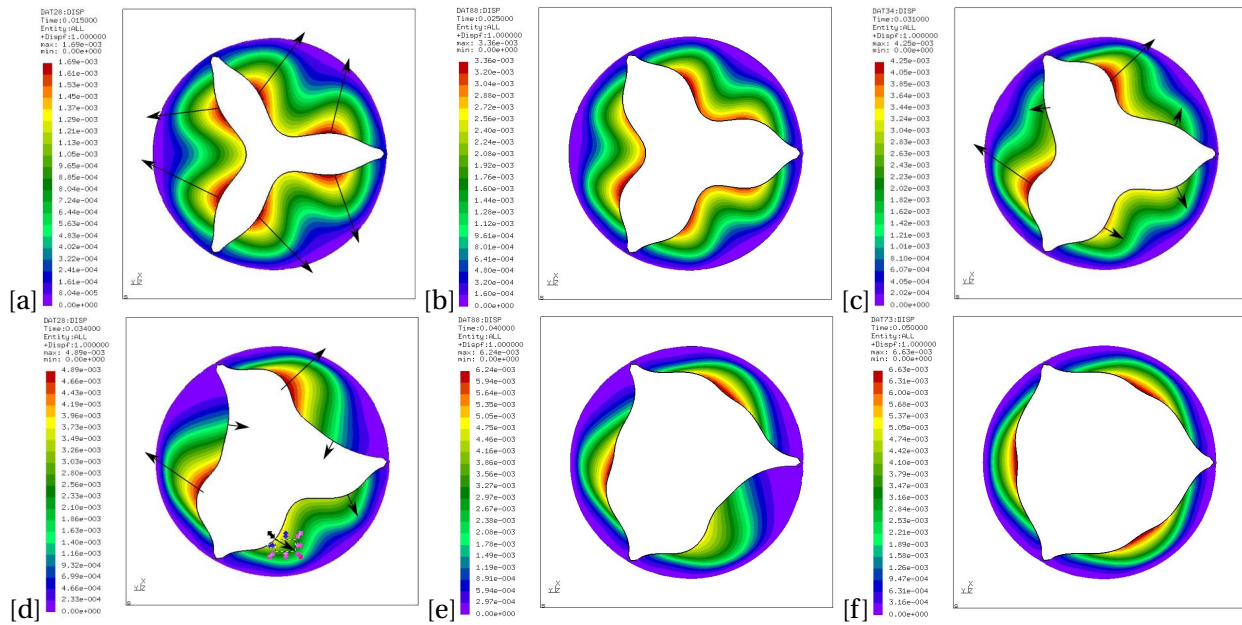 DAT28:DISP
Time:0.015000
Entity:ALL
+Dispf:1.000000
max: 1.69e-003
min: 0.00e+000
1.69e-003
1.61e-003
1.53e-003
1.45e-003
1.37e-003
1.29e-003
1.21e-003
1.13e-003
1.05e-003
9.65e-004
8.85e-004
8.04e-004
7.24e-004
6.44e-004
5.63e-004
4.83e-004
4.02e-004
3.22e-004
2.41e-004
1.61e-004
8.04e-005
0.00e+000
[a]
DAT88:DISP
Time:0.025000
Entity:ALL
+Dispf:1.000000
max: 3.36e-003
min: 0.00e+000
3.36e-003
3.20e-003
3.04e-003
2.88e-003
2.72e-003
2.56e-003
2.40e-003
2.24e-003
2.08e-003
1.92e-003
1.76e-003
1.60e-003
1.44e-003
1.28e-003
1.12e-003
9.61e-004
8.01e-004
6.41e-004
4.80e-004
3.20e-004
1.60e-004
0.00e+000
[b]
DAT34:DISP
Time:0.031000
Entity:ALL
+Dispf:1.000000
max: 4.25e-003
min: 0.00e+000
4.25e-003
4.05e-003
3.85e-003
3.64e-003
3.44e-003
3.24e-003
3.04e-003
2.83e-003
2.63e-003
2.43e-003
2.23e-003
2.02e-003
1.82e-003
1.62e-003
1.42e-003
1.21e-003
1.01e-003
8.10e-004
6.07e-004
4.05e-004
2.02e-004
0.00e+000
[c]
DAT28:DISP
Time:0.034000
Entity:ALL
+Dispf:1.000000
max: 4.89e-003
min: 0.00e+000
4.89e-003
4.66e-003
4.43e-003
4.19e-003
3.96e-003
3.73e-003
3.49e-003
3.26e-003
3.03e-003
2.80e-003
2.56e-003
2.33e-003
2.10e-003
1.86e-003
1.63e-003
1.40e-003
1.16e-003
9.32e-004
6.99e-004
4.66e-004
2.33e-004
0.00e+000
[d]
DAT88:DISP
Time:0.040000
Entity:ALL
+Dispf:1.000000
max: 6.24e-003
min: 0.00e+000
6.24e-003
5.94e-003
5.64e-003
5.35e-003
5.05e-003
4.75e-003
4.46e-003
4.16e-003
3.86e-003
3.56e-003
3.27e-003
2.97e-003
2.67e-003
2.38e-003
2.08e-003
1.78e-003
1.49e-003
1.19e-003
8.91e-004
5.94e-004
2.97e-004
0.00e+000
[e]
DAT73:DISP
Time:0.050000
Entity:ALL
+Dispf:1.000000
max: 6.63e-003
min: 0.00e+000
6.63e-003
6.31e-003
6.00e-003
5.68e-003
5.37e-003
5.05e-003
4.74e-003
4.42e-003
4.10e-003
3.79e-003
3.47e-003
3.16e-003
2.84e-003
2.53e-003
2.21e-003
1.89e-003
1.58e-003
1.26e-003
9.47e-004
6.31e-004
3.16e-004
0.00e+000
[f]